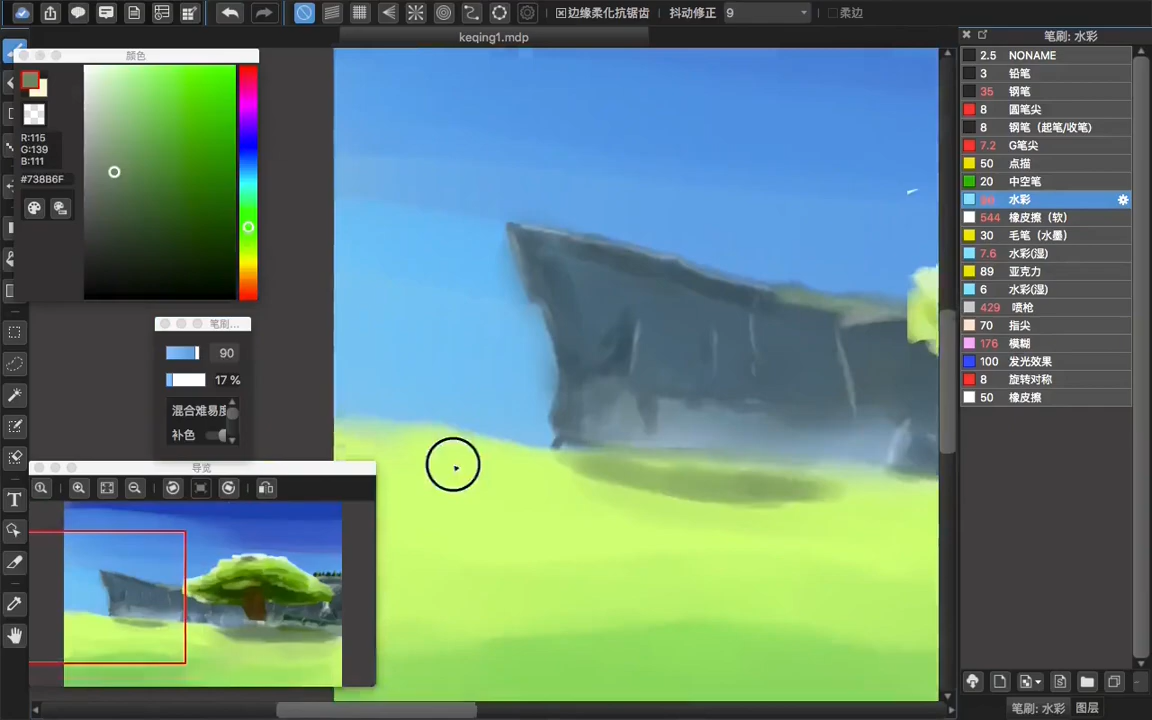 边缘柔化抗锯齿 抖动修正 9 柔边
keqing1.mdp
颜色
R:115
G:139
B:111
#738B6F
笔刷...
90
17 %
混合难易度
补色
导览
T
笔刷: 水彩
2.5 NONAME
3 铅笔
35 钢笔
8 圆笔尖
8 钢笔（起笔/收笔）
7.2 G笔尖
50 点描
20 中空笔
水彩
544 橡皮擦（软）
30 毛笔（水墨）
7.6 水彩(湿)
89 亚克力
6 水彩(湿)
429 喷枪
70 指尖
176 模糊
100 发光效果
8 旋转对称
50 橡皮擦
笔刷: 水彩 图层